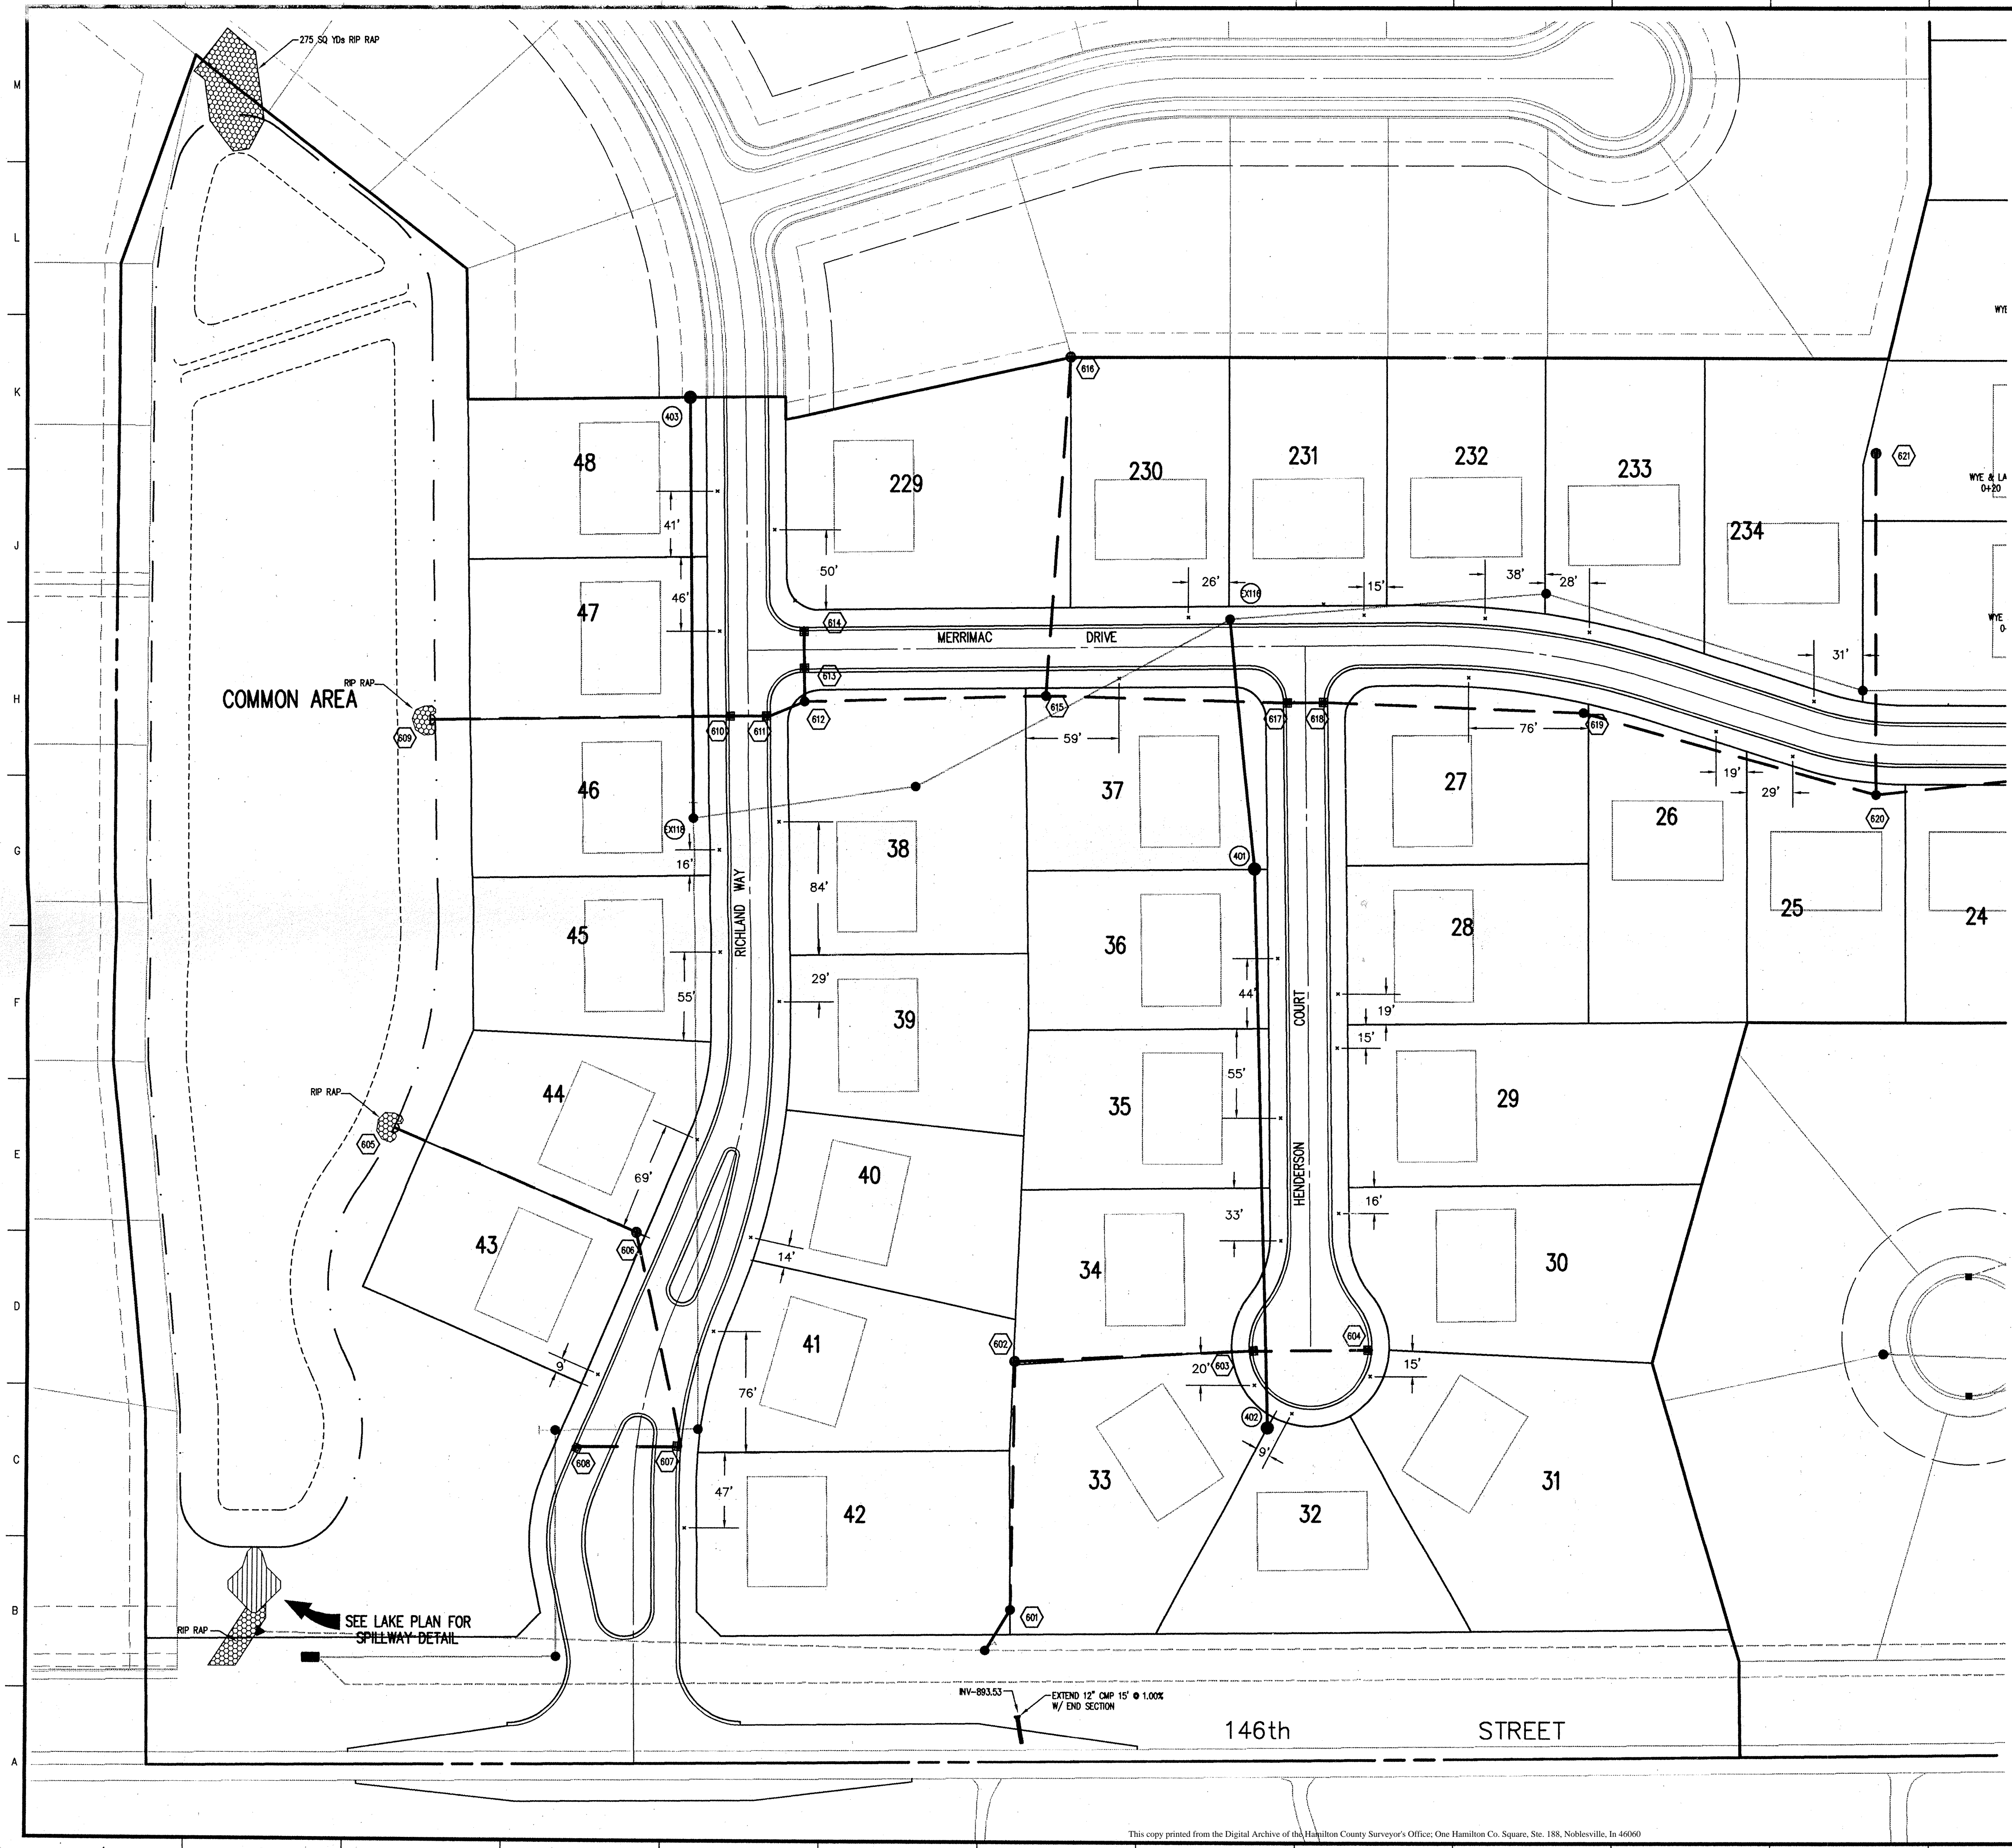 275 SQ YDs RIP RAP
M
L
616
WYE
K
403
48
229
230
231
232
233
621
WYE & LA
0+20
234
41'
J
50'
46'
47
26'
EX116
15'
38'
28'
614
WYE
0-
MERRIMAC DRIVE
31'
613
RIP RAP
COMMON AREA
H
609
610
611
612
615
617
618
619
59'
76'
19'
29'
46
37
27
26
620
EX118
38
401
G
16'
84'
RICHLAND WAY
25
24
45
36
28
55'
29'
44'
F
39
COURT
19'
15'
RIP RAP
44
55'
35
29
605
E
69'
40
HENDERSON
16'
43
606
33'
14'
34
30
D
41
602
603
604
9'
20'
15'
76'
402
C
608
607
9'
47'
33
31
42
32
B
601
SEE LAKE PLAN FOR
SPILLWAY DETAIL
RIP RAP
INV-893.53
EXTEND 12" CMP 15' @ 1.00%
W/ END SECTION
146th STREET
A
This copy printed from the Digital Archive of the Hamilton County Surveyor's Office; One Hamilton Co. Square, Ste. 188, Noblesville, In 46060